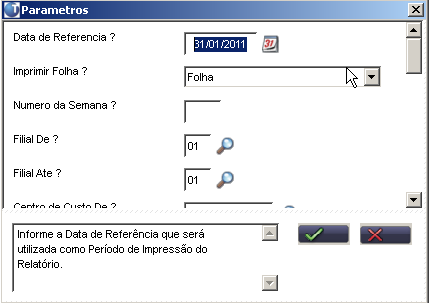 Parametros
Data de Referencia ?
31/01/2011
31
Imprimir Folha ?
Folha
Numero da Semana ?
Filial De ?
01
Filial Ate ?
01
Centro de Custo De ?
Informe a Data de Referência que será
utilizada como Período de Impressão do
Relatório.